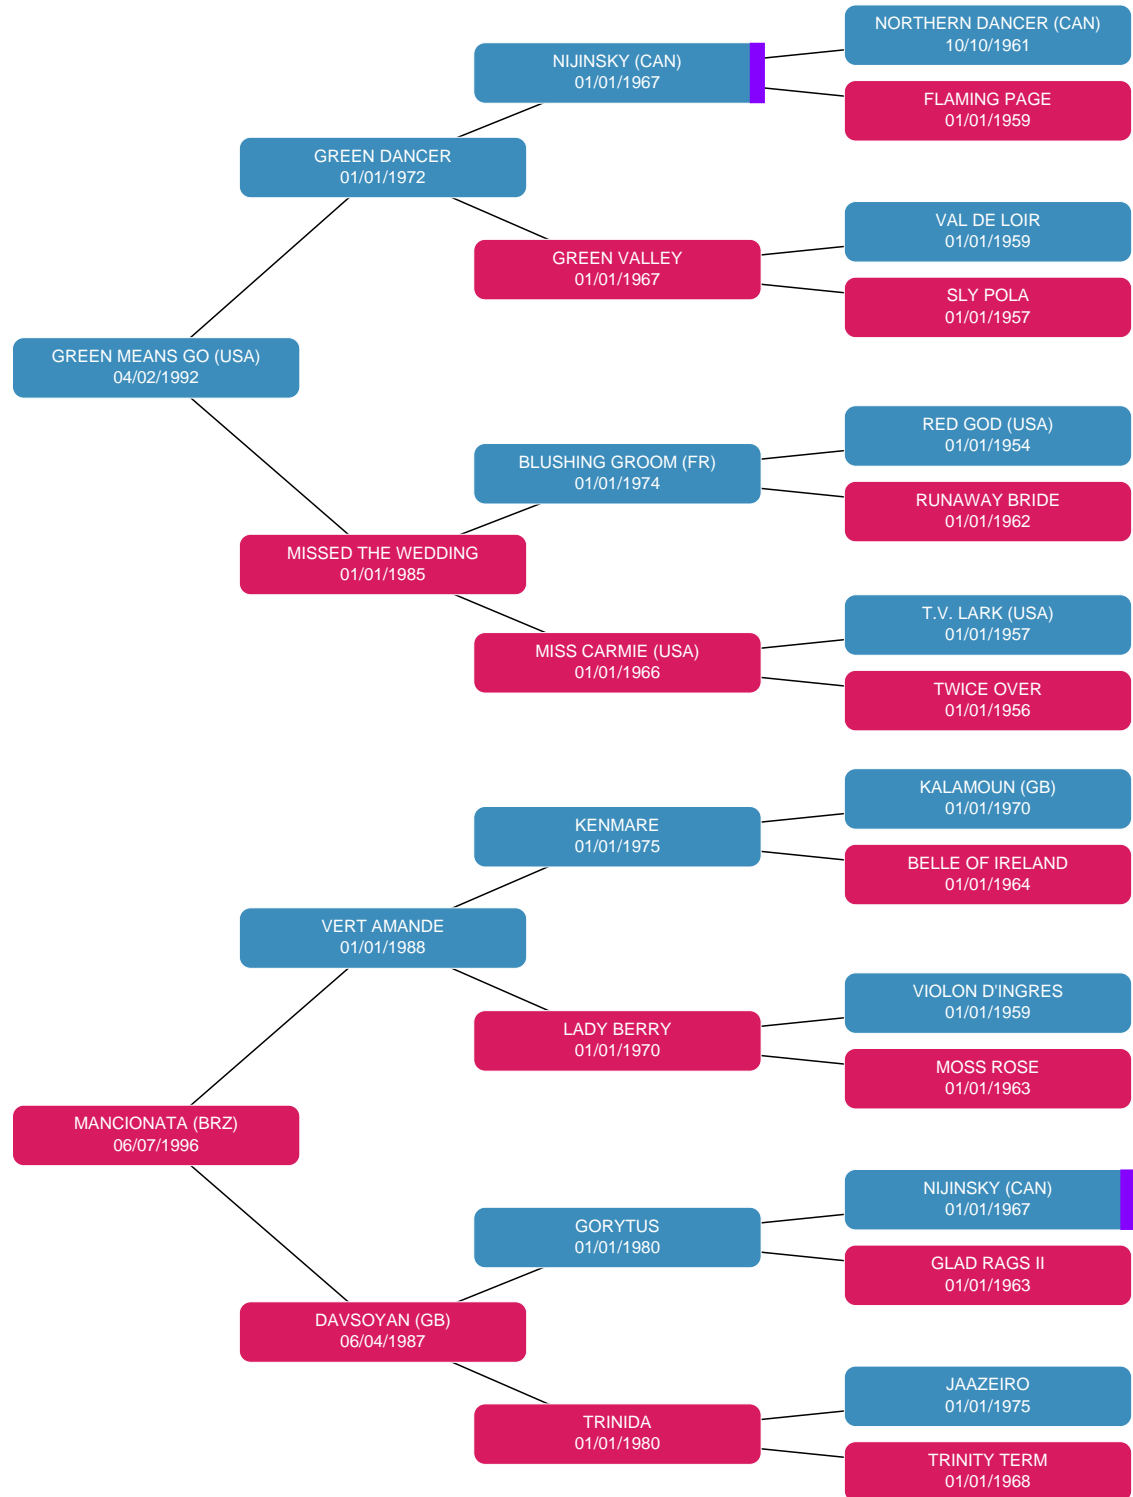 NORTHERN DANCER (CAN)
10/10/1961
NIJINSKY (CAN)
01/01/1967
FLAMING PAGE
01/01/1959
GREEN DANCER
01/01/1972
VAL DE LOIR
01/01/1959
GREEN VALLEY
01/01/1967
SLY POLA
01/01/1957
GREEN MEANS GO (USA)
04/02/1992
RED GOD (USA)
01/01/1954
BLUSHING GROOM (FR)
01/01/1974
RUNAWAY BRIDE
01/01/1962
MISSED THE WEDDING
01/01/1985
T.V. LARK (USA)
01/01/1957
MISS CARMIE (USA)
01/01/1966
TWICE OVER
01/01/1956
KALAMOUN (GB)
01/01/1970
KENMARE
01/01/1975
BELLE OF IRELAND
01/01/1964
VERT AMANDE
01/01/1988
VIOLON D'INGRES
01/01/1959
LADY BERRY
01/01/1970
MOSS ROSE
01/01/1963
MANCIONATA (BRZ)
06/07/1996
NIJINSKY (CAN)
01/01/1967
GORYTUS
01/01/1980
GLAD RAGS II
01/01/1963
DAVSOYAN (GB)
06/04/1987
JAAZEIRO
01/01/1975
TRINIDA
01/01/1980
TRINITY TERM
01/01/1968